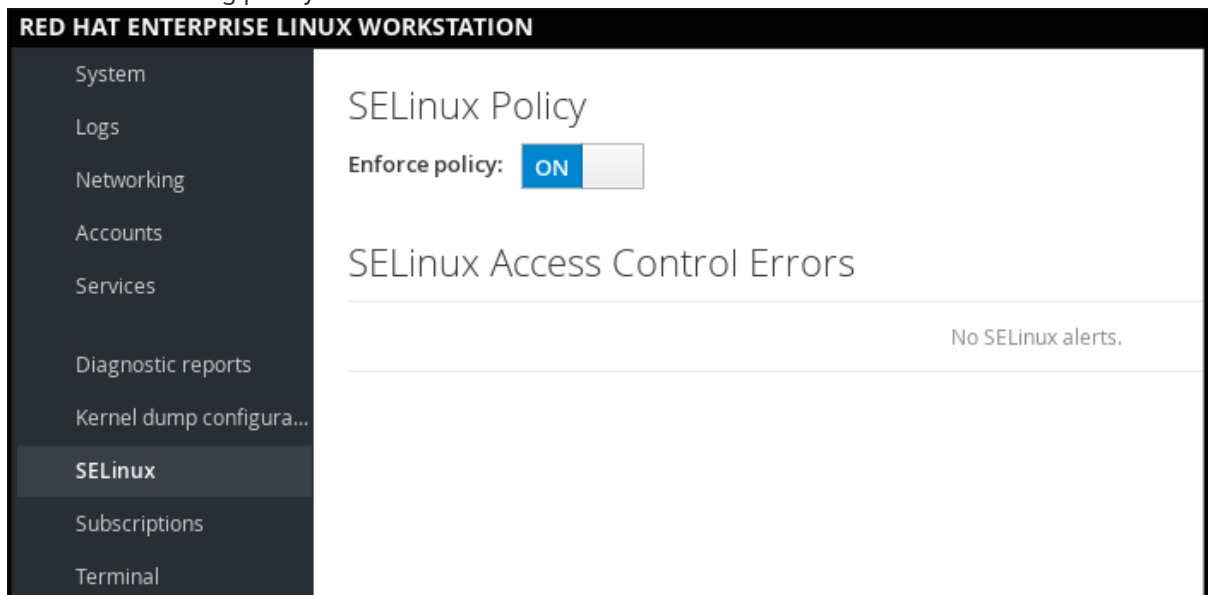 RED HAT ENTERPRISE LINUX WORKSTATION
System
Logs
Networking
Accounts
Services
Diagnostic reports
Kernel dump configura...
SELinux
Subscriptions
Terminal
SELinux Policy
Enforce policy: ON
SELinux Access Control Errors
No SELinux alerts.